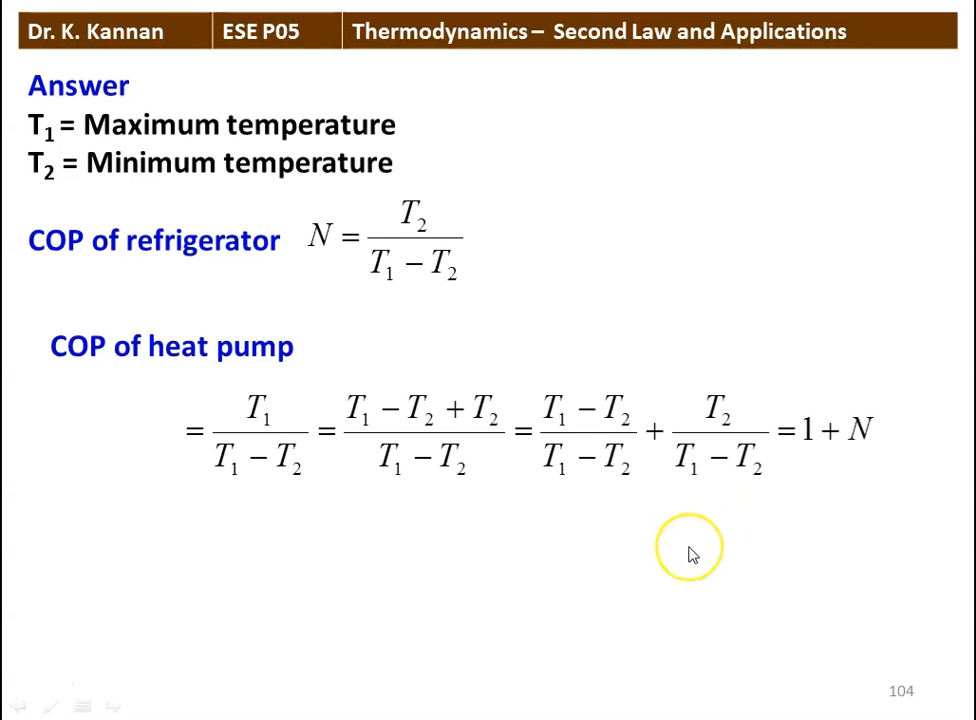 Dr. K. Kannan ESE P05 Thermodynamics – Second Law and Applications
Answer
T₁ = Maximum temperature
T₂ = Minimum temperature
COP of refrigerator N = T₂ / (T₁ − T₂)
COP of heat pump
= T₁ / (T₁ − T₂) = (T₁ − T₂ + T₂) / (T₁ − T₂) = (T₁ − T₂) / (T₁ − T₂) + T₂ / (T₁ − T₂) = 1 + N
104